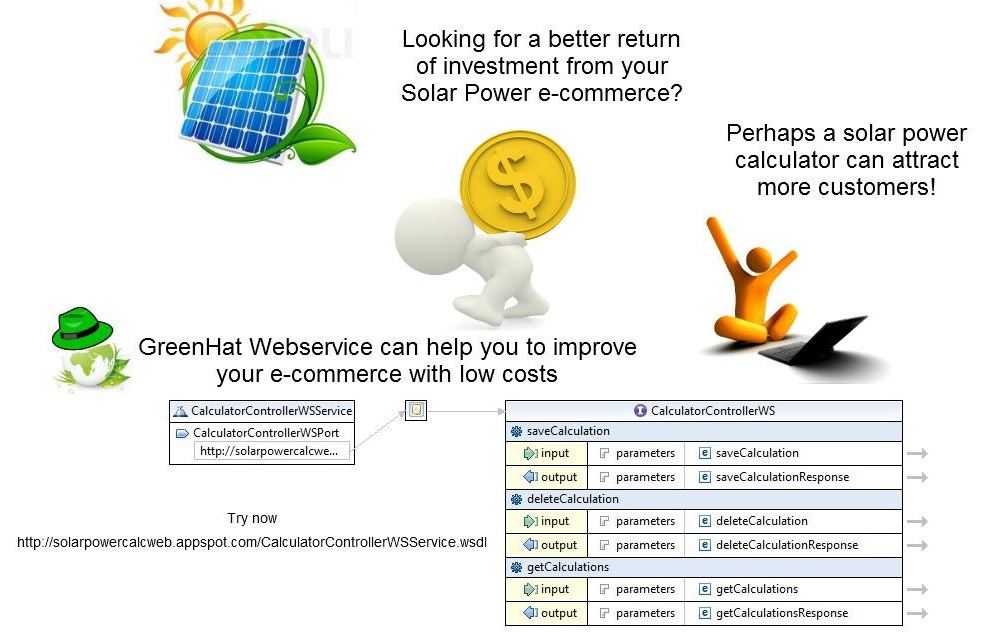 Looking for a better return
of investment from your
Solar Power e-commerce?
Perhaps a solar power
calculator can attract
more customers!
$
GreenHat Webservice can help you to improve
your e-commerce with low costs
CalculatorControllerWSService
CalculatorControllerWSPort
http://solarpowercalcwe...
CalculatorControllerWS
saveCalculation
input parameters e saveCalculation
output parameters e saveCalculationResponse
deleteCalculation
input parameters e deleteCalculation
output parameters e deleteCalculationResponse
getCalculations
input parameters e getCalculations
output parameters e getCalculationsResponse
Try now
http://solarpowercalcweb.appspot.com/CalculatorControllerWSService.wsdl